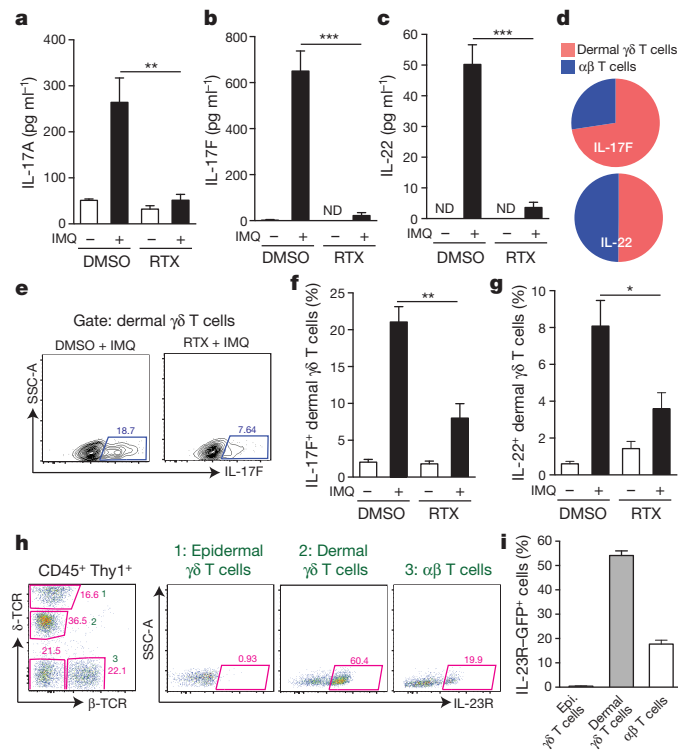 a
IL-17A (pg ml⁻¹)
400
300
200
100
0
**
IMQ – + – +
DMSO RTX
b
IL-17F (pg ml⁻¹)
800
600
400
200
0
***
ND
IMQ – + – +
DMSO RTX
c
IL-22 (pg ml⁻¹)
60
50
40
30
20
10
0
***
ND ND
IMQ – + – +
DMSO RTX
d
Dermal γδ T cells
αβ T cells
IL-17F
IL-22
e
Gate: dermal γδ T cells
DMSO + IMQ RTX + IMQ
SSC-A
18.7 7.64
IL-17F
f
IL-17F⁺ dermal γδ T cells (%)
25
20
15
10
5
0
**
IMQ – + – +
DMSO RTX
g
IL-22⁺ dermal γδ T cells (%)
10
8
6
4
2
0
*
IMQ – + – +
DMSO RTX
h
CD45⁺ Thy1⁺
δ-TCR
16.6 1
36.5 2
21.5
3
22.1
β-TCR
1: Epidermal
γδ T cells
2: Dermal
γδ T cells
3: αβ T cells
SSC-A
0.93 60.4 19.9
IL-23R
i
IL-23R–GFP⁺ cells (%)
60
50
40
30
20
10
0
Epi.
γδ T cells
Dermal
γδ T cells
αβ T cells